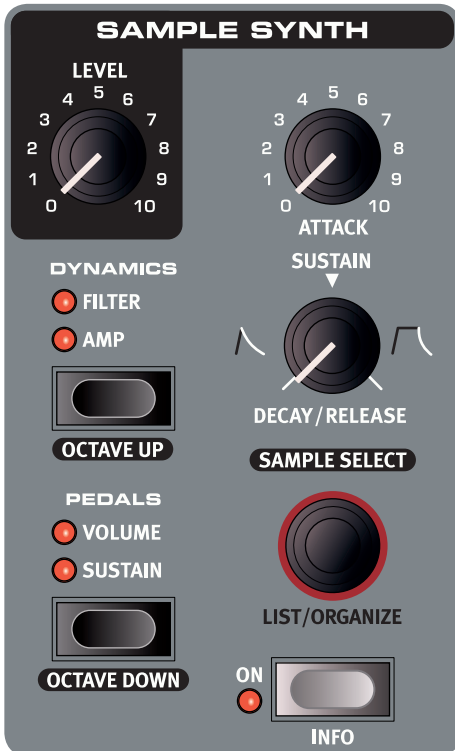 SAMPLE SYNTH
LEVEL
0 1 2 3 4 5 6 7 8 9 10
0 1 2 3 4 5 6 7 8 9 10
ATTACK
DYNAMICS
FILTER
AMP
OCTAVE UP
SUSTAIN
DECAY/RELEASE
SAMPLE SELECT
PEDALS
VOLUME
SUSTAIN
OCTAVE DOWN
LIST/ORGANIZE
ON
INFO